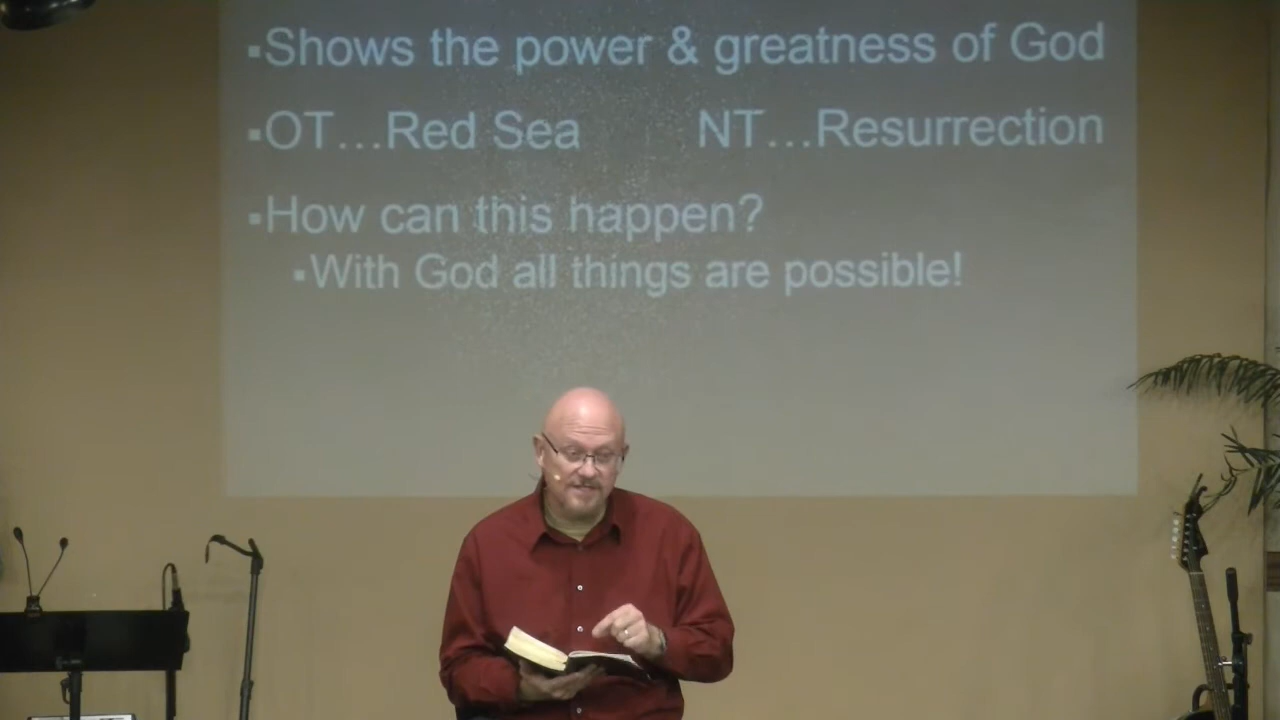 ▪Shows the power & greatness of God
▪OT...Red Sea NT...Resurrection
▪How can this happen?
▪With God all things are possible!